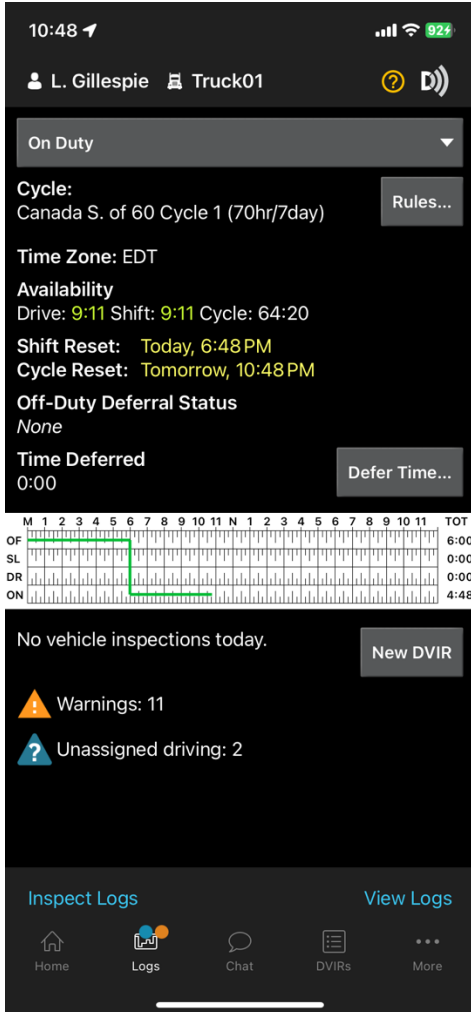 10:48
92
L. Gillespie Truck01
?
D
On Duty
Cycle:
Canada S. of 60 Cycle 1 (70hr/7day)
Rules...
Time Zone: EDT
Availability
Drive: 9:11 Shift: 9:11 Cycle: 64:20
Shift Reset: Today, 6:48 PM
Cycle Reset: Tomorrow, 10:48 PM
Off-Duty Deferral Status
None
Time Deferred
0:00
Defer Time...
M 1 2 3 4 5 6 7 8 9 10 11 N 1 2 3 4 5 6 7 8 9 10 11 TOT
OF 6:00
SL 0:00
DR 0:00
ON 4:48
No vehicle inspections today.
New DVIR
! Warnings: 11
? Unassigned driving: 2
Inspect Logs View Logs
Home Logs Chat DVIRs More